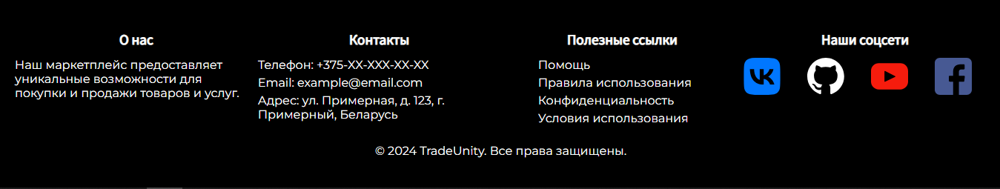 О нас
Наш маркетплейс предоставляет
уникальные возможности для
покупки и продажи товаров и услуг.
Контакты
Телефон: +375-XX-XXX-XX-XX
Email: example@email.com
Адрес: ул. Примерная, д. 123, г.
Примерный, Беларусь
Полезные ссылки
Помощь
Правила использования
Конфиденциальность
Условия использования
Наши соцсети
© 2024 TradeUnity. Все права защищены.